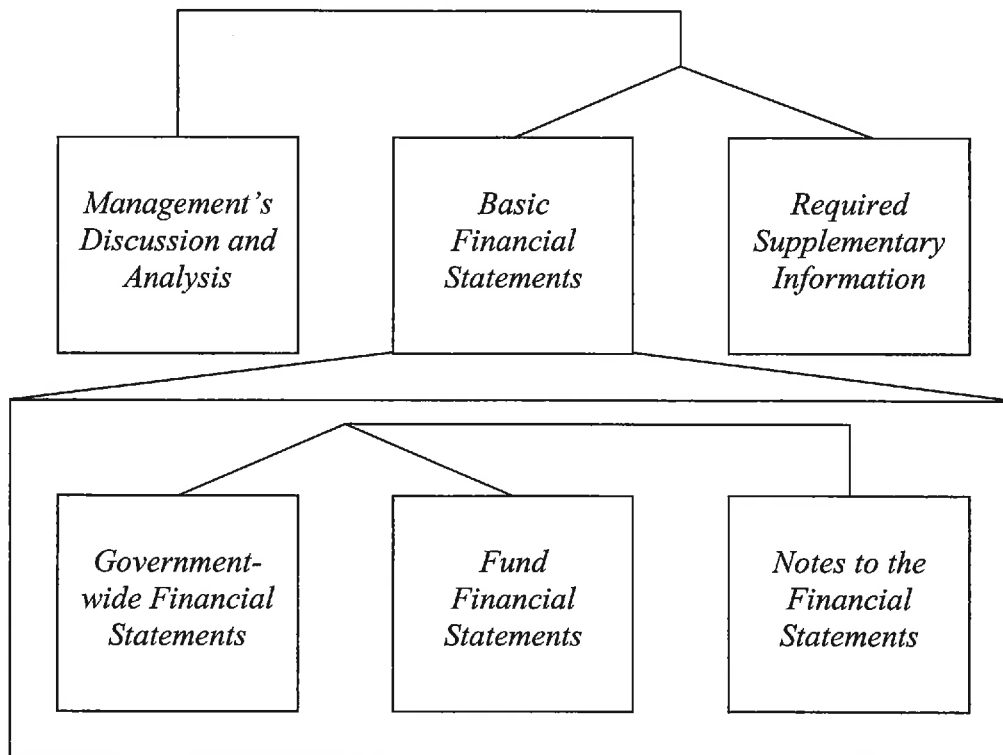 Management’s
Discussion and
Analysis
Basic
Financial
Statements
Required
Supplementary
Information
Government-
wide Financial
Statements
Fund
Financial
Statements
Notes to the
Financial
Statements